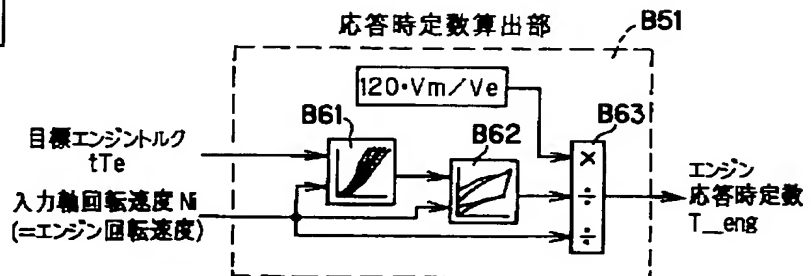 応答時定数算出部
B51
120・Vm/Ve
B61
B62
B63
目標エンジントルク
tTe
入力軸回転速度 Ni
(=エンジン回転速度)
×
÷
÷
エンジン
応答時定数
T_eng